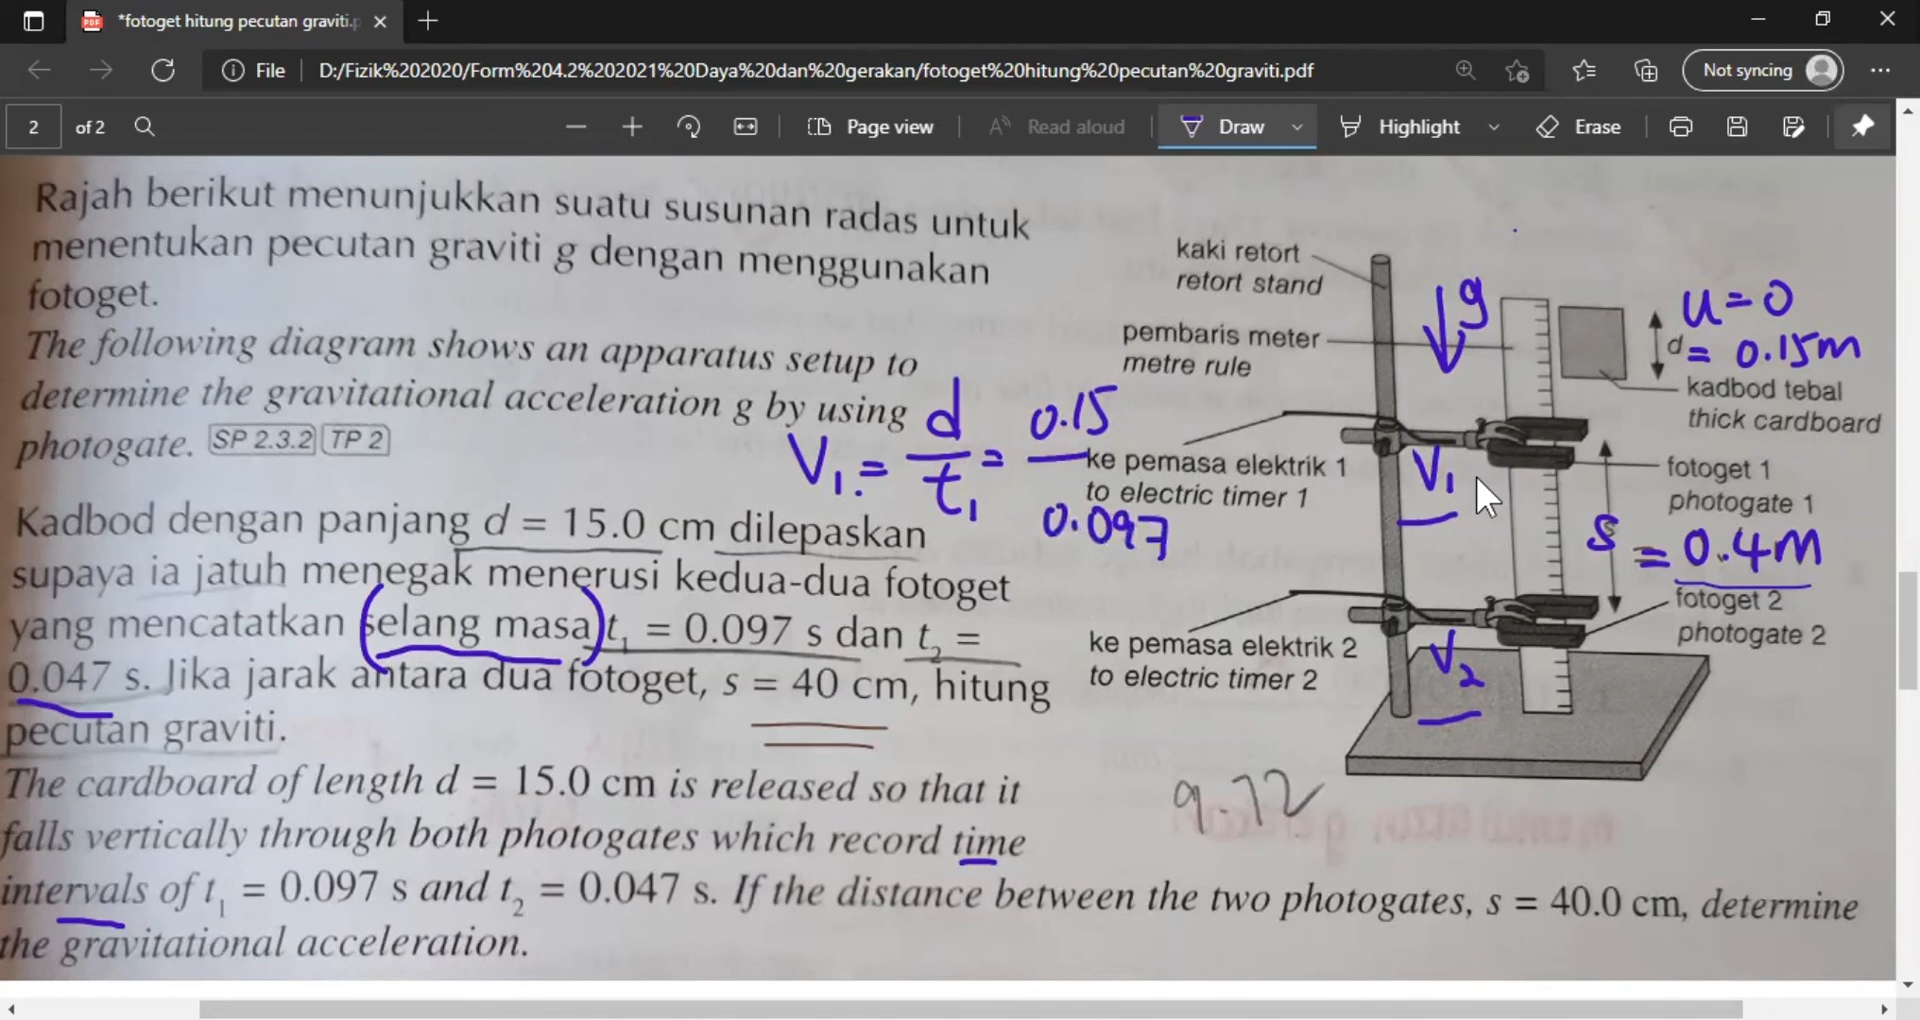 *fotoget hitung pecutan graviti.p
File
D:/Fizik%202020/Form%204.2%202021%20Daya%20dan%20gerakan/fotoget%20hitung%20pecutan%20graviti.pdf
Not syncing
2 of 2
Page view
Read aloud
Draw
Highlight
Erase
Rajah berikut menunjukkan suatu susunan radas untuk
menentukan pecutan graviti g dengan menggunakan
fotoget.
The following diagram shows an apparatus setup to
determine the gravitational acceleration g by using
photogate. SP 2.3.2 TP 2
V₁ = d/t₁ = 0.15/0.097
Kadbod dengan panjang d = 15.0 cm dilepaskan
supaya ia jatuh menegak menerusi kedua-dua fotoget
yang mencatatkan (selang masa) t₁ = 0.097 s dan t₂ =
0.047 s. Jika jarak antara dua fotoget, s = 40 cm, hitung
pecutan graviti.
The cardboard of length d = 15.0 cm is released so that it
falls vertically through both photogates which record time
intervals of t₁ = 0.097 s and t₂ = 0.047 s. If the distance between the two photogates, s = 40.0 cm, determine
the gravitational acceleration.
kaki retort
retort stand
pembaris meter
metre rule
g
u = 0
d = 0.15m
kadbod tebal
thick cardboard
ke pemasa elektrik 1
to electric timer 1
V₁
fotoget 1
photogate 1
s = 0.4m
fotoget 2
photogate 2
ke pemasa elektrik 2
to electric timer 2
V₂
9.72